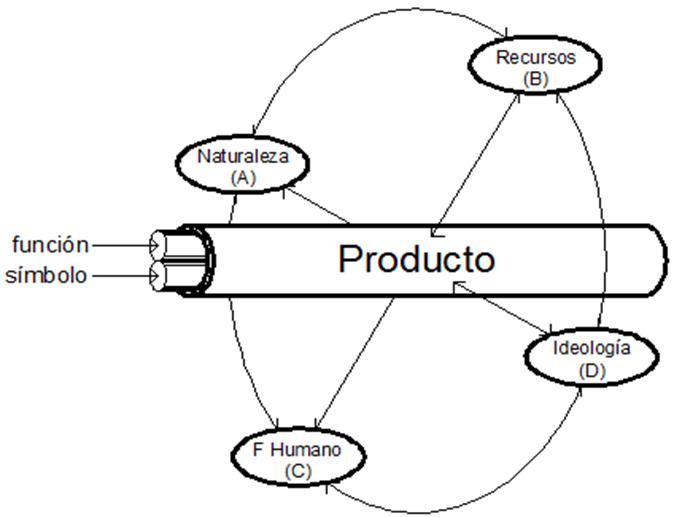 Recursos
(B)
Naturaleza
(A)
función
símbolo
Producto
Ideología
(D)
F Humano
(C)